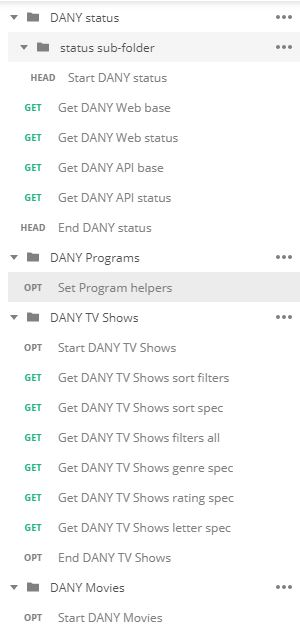 DANY status
status sub-folder
HEAD Start DANY status
GET Get DANY Web base
GET Get DANY Web status
GET Get DANY API base
GET Get DANY API status
HEAD End DANY status
DANY Programs
OPT Set Program helpers
DANY TV Shows
OPT Start DANY TV Shows
GET Get DANY TV Shows sort filters
GET Get DANY TV Shows sort spec
GET Get DANY TV Shows filters all
GET Get DANY TV Shows genre spec
GET Get DANY TV Shows rating spec
GET Get DANY TV Shows letter spec
OPT End DANY TV Shows
DANY Movies
OPT Start DANY Movies